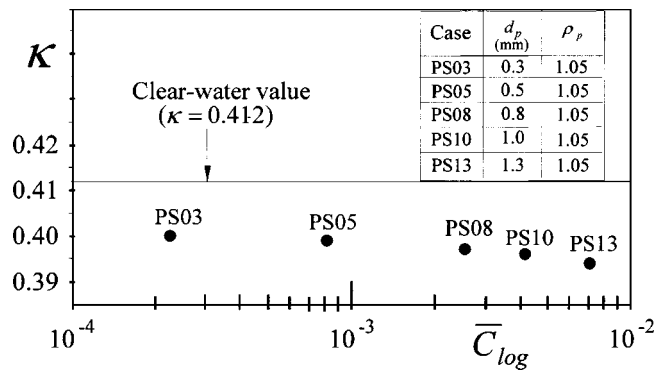 Case d_p (mm) ρ_p
PS03 0.3 1.05
PS05 0.5 1.05
PS08 0.8 1.05
PS10 1.0 1.05
PS13 1.3 1.05
κ
Clear-water value
(κ = 0.412)
0.42
0.41
0.40
0.39
PS03
PS05
PS08
PS10
PS13
10^-4
10^-3
10^-2
C̅_log